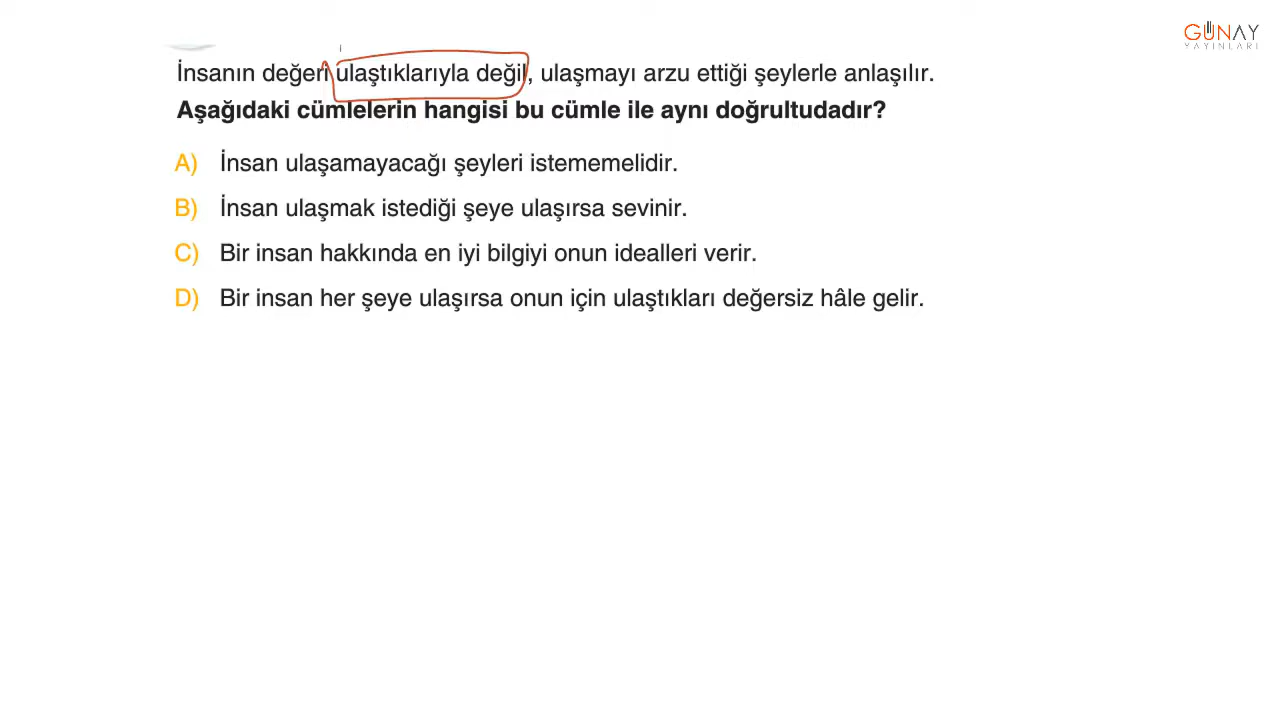 GÜNAY
YAYINLARI
İnsanın değeri ulaştıklarıyla değil, ulaşmayı arzu ettiği şeylerle anlaşılır.
Aşağıdaki cümlelerin hangisi bu cümle ile aynı doğrultudadır?
A) İnsan ulaşamayacağı şeyleri istememelidir.
B) İnsan ulaşmak istediği şeye ulaşırsa sevinir.
C) Bir insan hakkında en iyi bilgiyi onun idealleri verir.
D) Bir insan her şeye ulaşırsa onun için ulaştıkları değersiz hâle gelir.